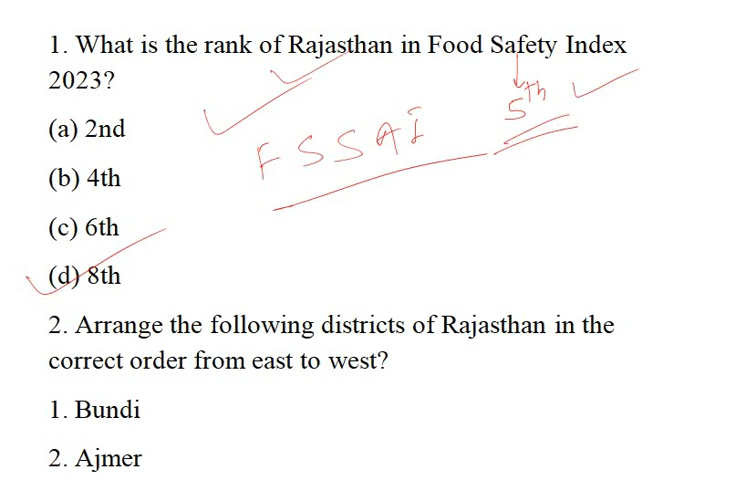 1. What is the rank of Rajasthan in Food Safety Index
2023?
5th
FSSAI
(a) 2nd
(b) 4th
(c) 6th
(d) 8th
2. Arrange the following districts of Rajasthan in the
correct order from east to west?
1. Bundi
2. Ajmer